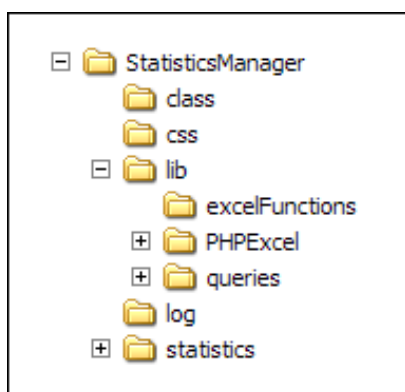 StatisticsManager
class
css
lib
excelFunctions
PHPExcel
queries
log
statistics